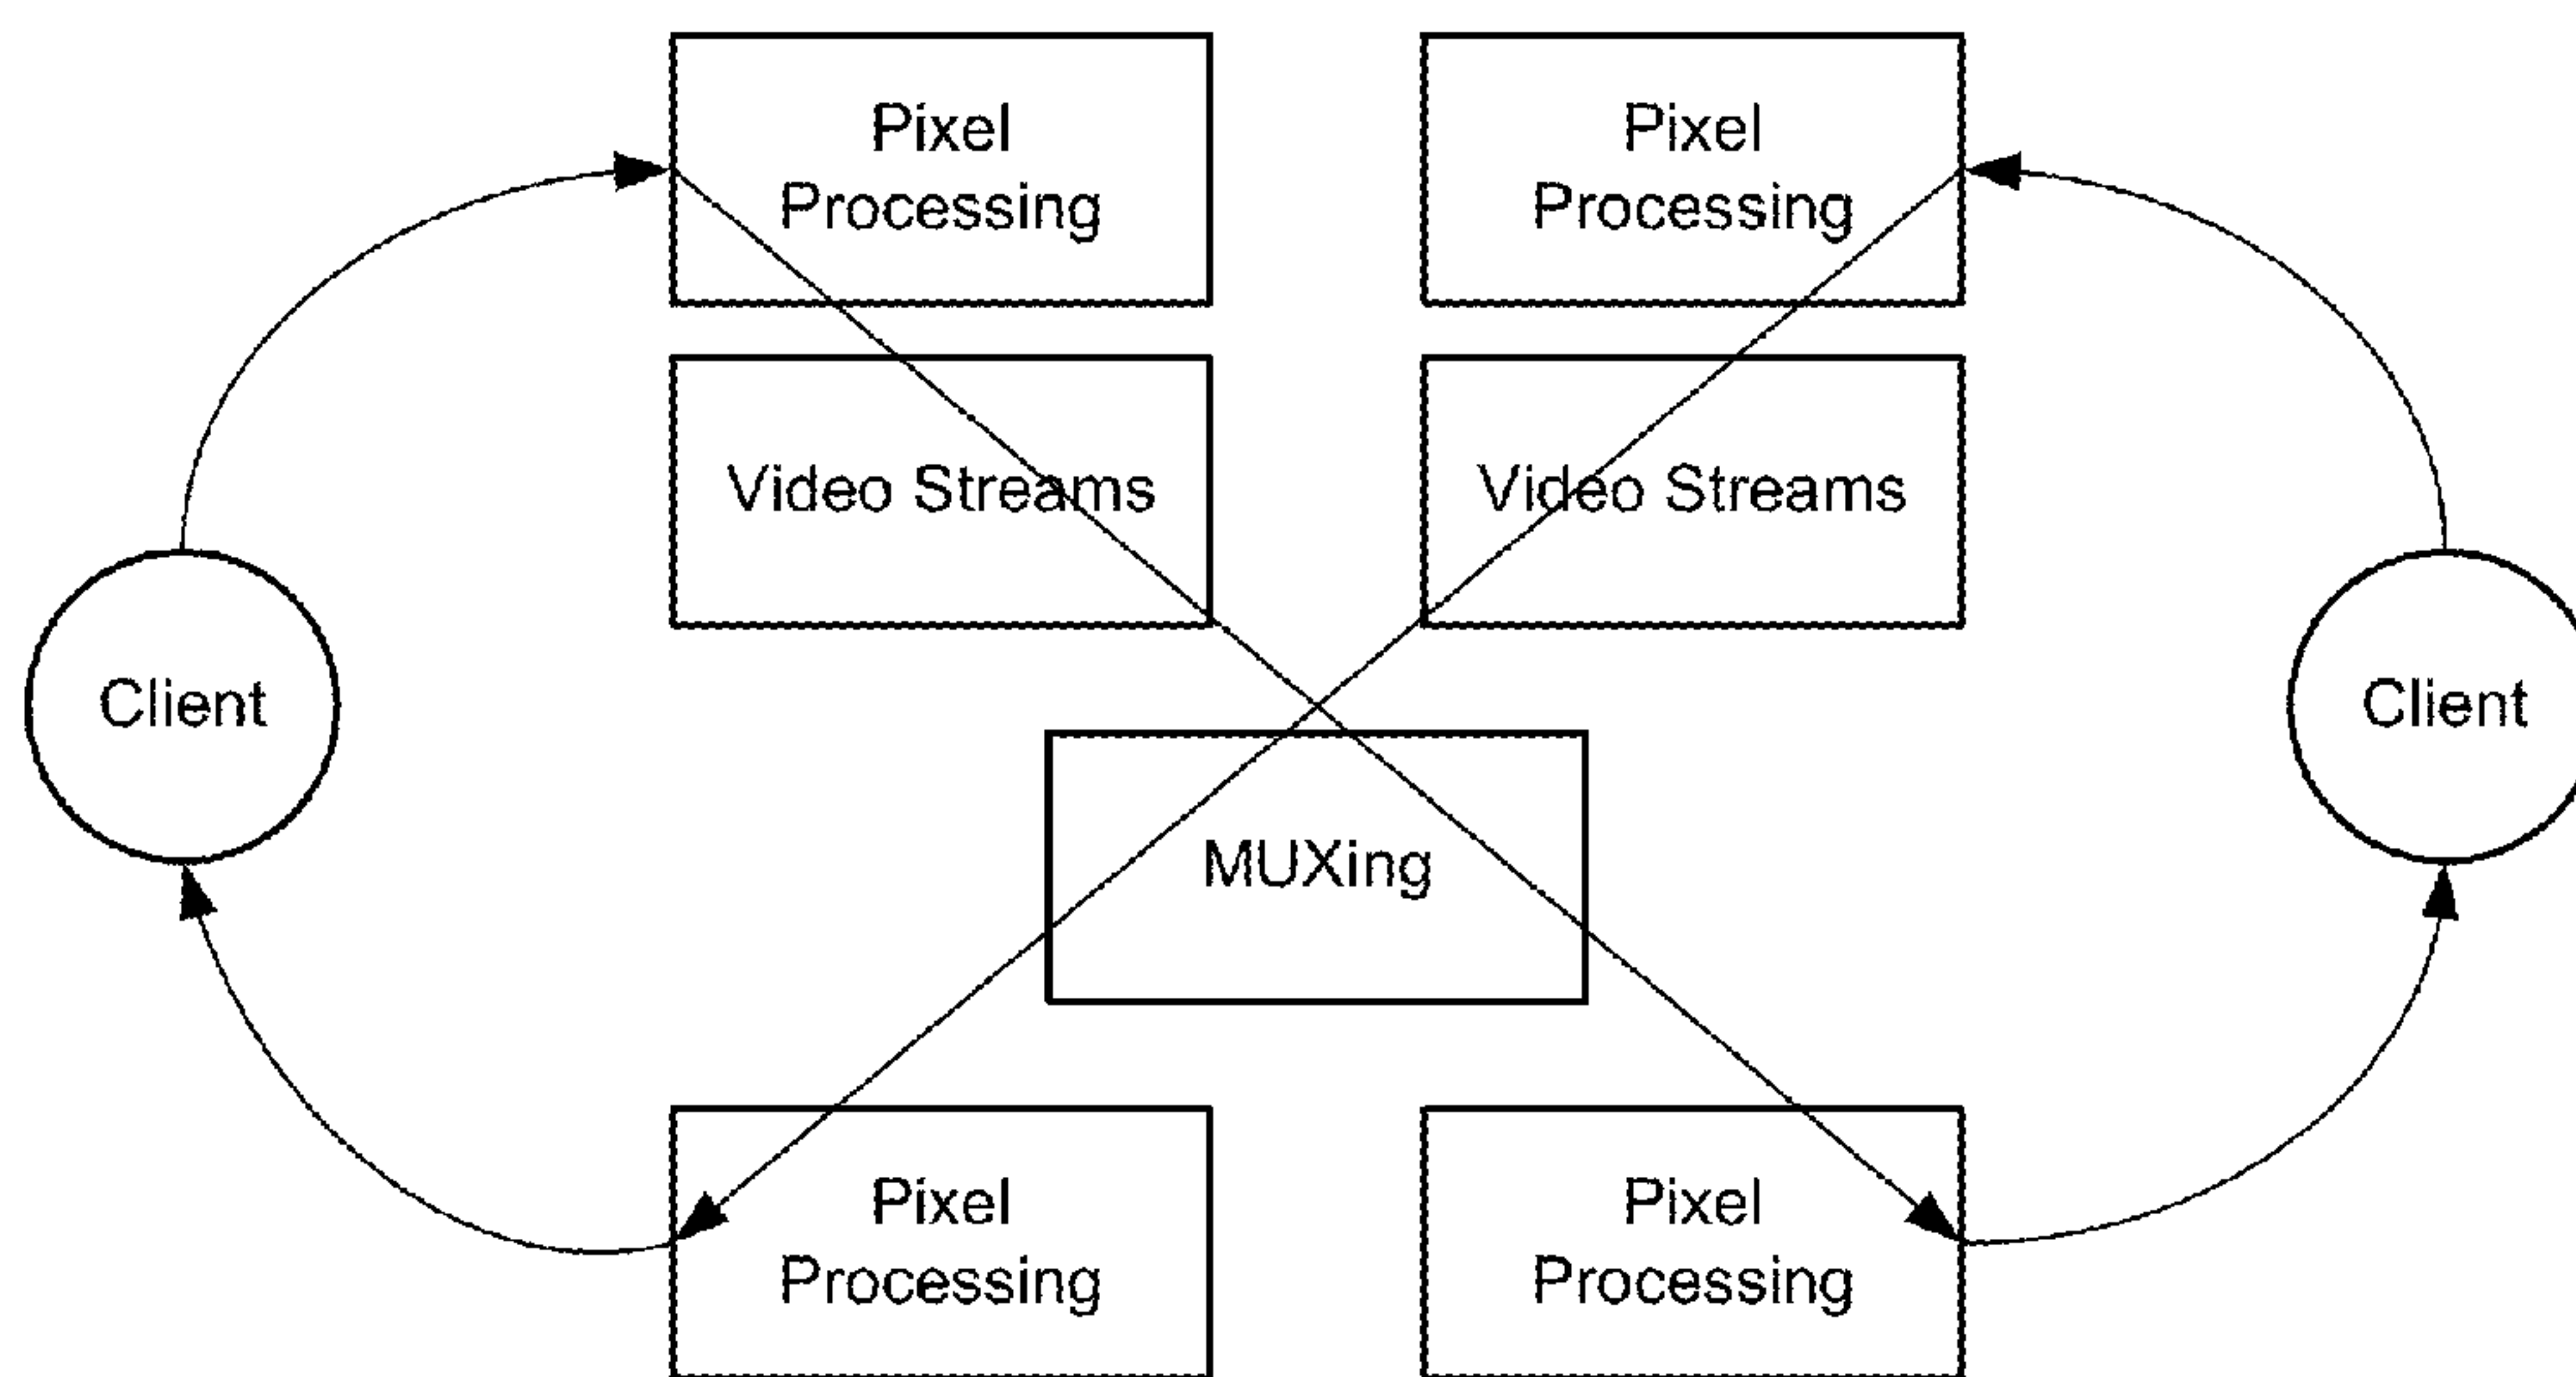 Pixel
Processing
Pixel
Processing
Video Streams
Video Streams
Client
Client
MUXing
Pixel
Processing
Pixel
Processing